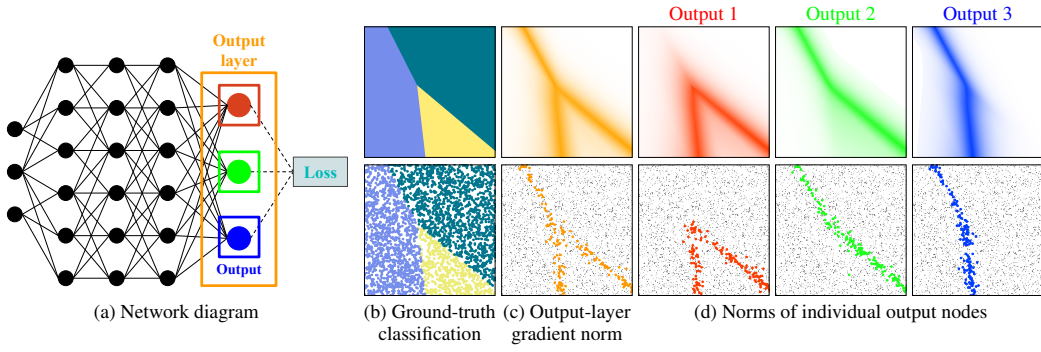 Output
layer
Loss
Output
(a) Network diagram
(b) Ground-truth
classification
(c) Output-layer
gradient norm
Output 1
Output 2
Output 3
(d) Norms of individual output nodes